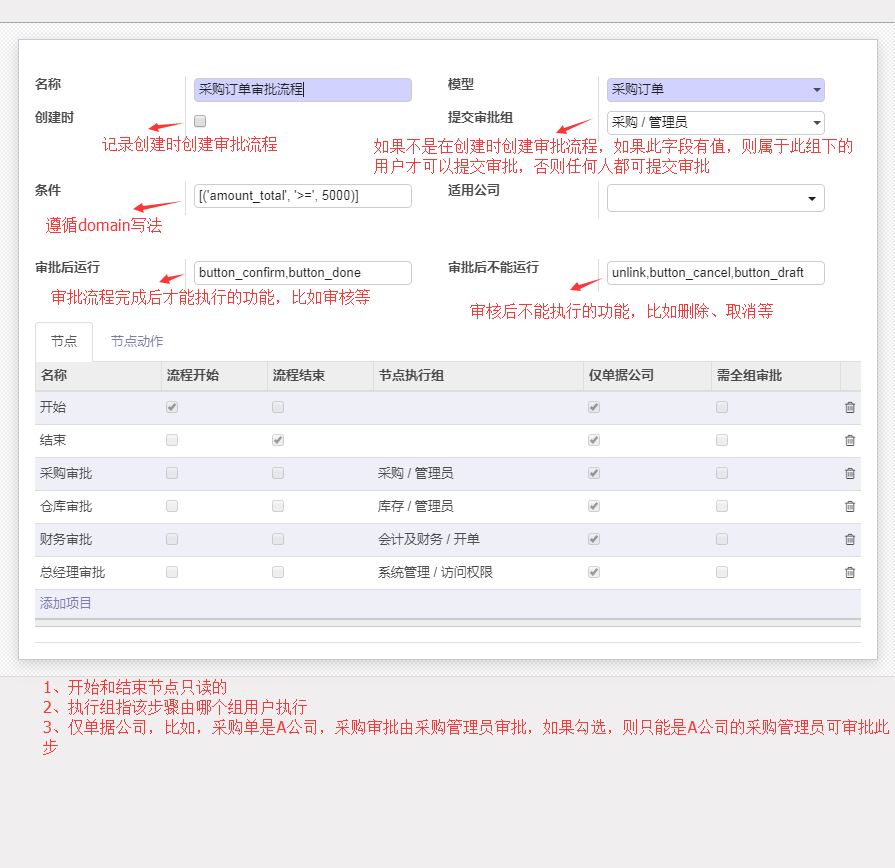 名称 采购订单审批流程 模型 采购订单
创建时 提交审批组 采购 / 管理员
记录创建时创建审批流程
如果不是在创建时创建审批流程，如果此字段有值，则属于此组下的
用户才可以提交审批，否则任何人都可提交审批
条件 [('amount_total', '>=', 5000)] 适用公司
遵循domain写法
审批后运行 button_confirm,button_done 审批后不能运行 unlink,button_cancel,button_draft
审批流程完成后才能执行的功能，比如审核等
审核后不能执行的功能，比如删除、取消等
节点 节点动作
名称 流程开始 流程结束 节点执行组 仅单据公司 需全组审批
开始
结束
采购审批 采购 / 管理员
仓库审批 库存 / 管理员
财务审批 会计及财务 / 开单
总经理审批 系统管理 / 访问权限
添加项目
1、开始和结束节点只读的
2、执行组指该步骤由哪个组用户执行
3、仅单据公司，比如，采购单是A公司，采购审批由采购管理员审批，如果勾选，则只能是A公司的采购管理员可审批此
步